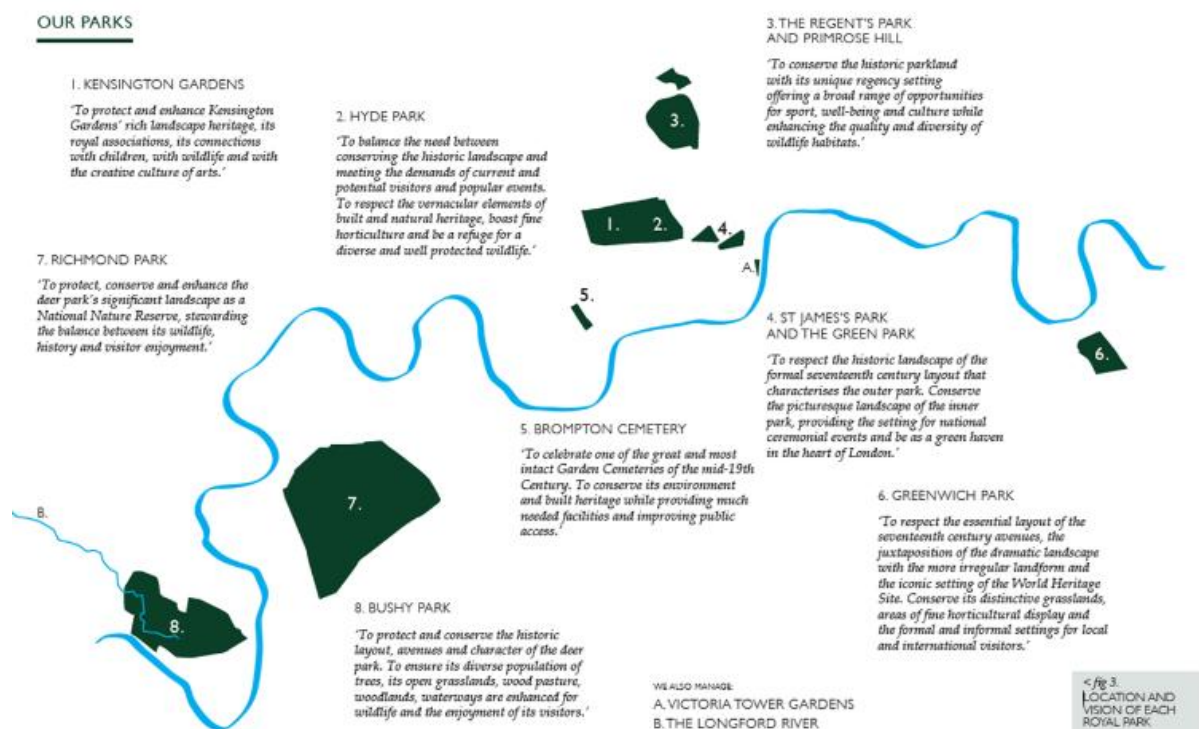 OUR PARKS
1. KENSINGTON GARDENS
'To protect and enhance Kensington
Gardens' rich landscape heritage, its
royal associations, its connections
with children, with wildlife and with
the creative culture of arts.'
2. HYDE PARK
'To balance the need between
conserving the historic landscape and
meeting the demands of current and
potential visitors and popular events.
To respect the vernacular elements of
built and natural heritage, boast fine
horticulture and be a refuge for a
diverse and well protected wildlife.'
3. THE REGENT'S PARK
AND PRIMROSE HILL
'To conserve the historic parkland
with its unique regency setting
offering a broad range of opportunities
for sport, well-being and culture while
enhancing the quality and diversity of
wildlife habitats.'
3.
1.
2.
4.
A.
5.
6.
7.
B.
8.
7. RICHMOND PARK
'To protect, conserve and enhance the
deer park's significant landscape as a
National Nature Reserve, stewarding
the balance between its wildlife,
history and visitor enjoyment.'
4. ST JAMES'S PARK
AND THE GREEN PARK
'To respect the historic landscape of the
formal seventeenth century layout that
characterises the outer park. Conserve
the picturesque landscape of the inner
park, providing the setting for national
ceremonial events and be as a green haven
in the heart of London.'
5. BROMPTON CEMETERY
'To celebrate one of the great and most
intact Garden Cemeteries of the mid-19th
Century. To conserve its environment
and built heritage while providing much
needed facilities and improving public
access.'
6. GREENWICH PARK
'To respect the essential layout of the
seventeenth century avenues, the
juxtaposition of the dramatic landscape
with the more irregular landform and
the iconic setting of the World Heritage
Site. Conserve its distinctive grasslands,
areas of fine horticultural display and
the formal and informal settings for local
and international visitors.'
8. BUSHY PARK
'To protect and conserve the historic
layout, avenues and character of the deer
park. To ensure its diverse population of
trees, its open grasslands, wood pasture,
woodlands, waterways are enhanced for
wildlife and the enjoyment of its visitors.'
WE ALSO MANAGE:
A. VICTORIA TOWER GARDENS
B. THE LONGFORD RIVER
< fig 3.
LOCATION AND
VISION OF EACH
ROYAL PARK